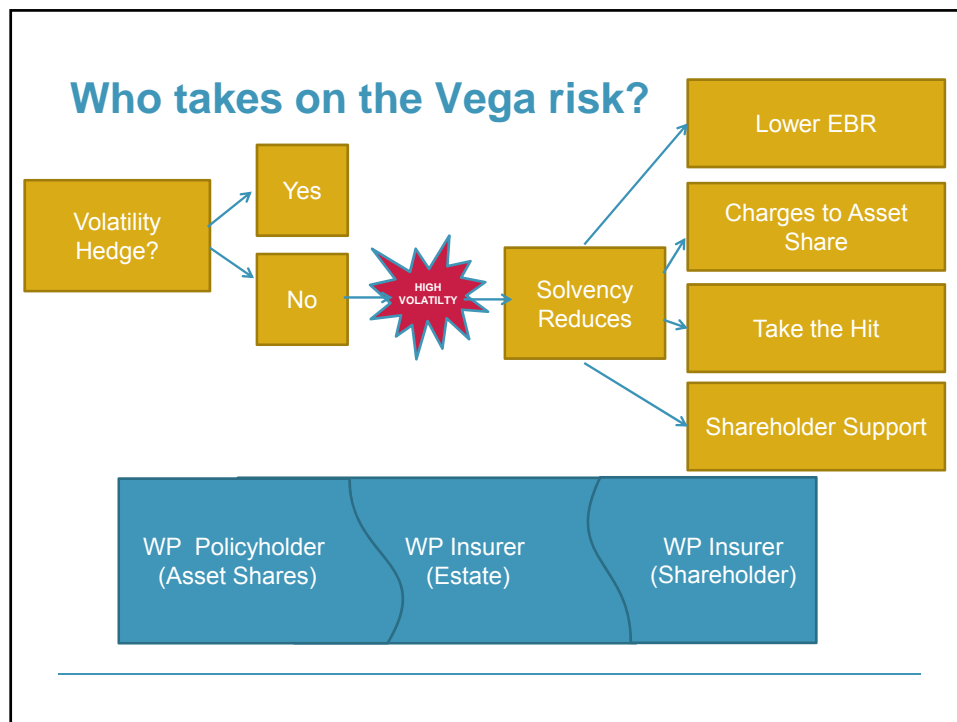 Who takes on the Vega risk?
Volatility
Hedge?
Yes
No
HIGH
VOLATILTY
Solvency
Reduces
Lower EBR
Charges to Asset
Share
Take the Hit
Shareholder Support
WP Policyholder
(Asset Shares)
WP Insurer
(Estate)
WP Insurer
(Shareholder)